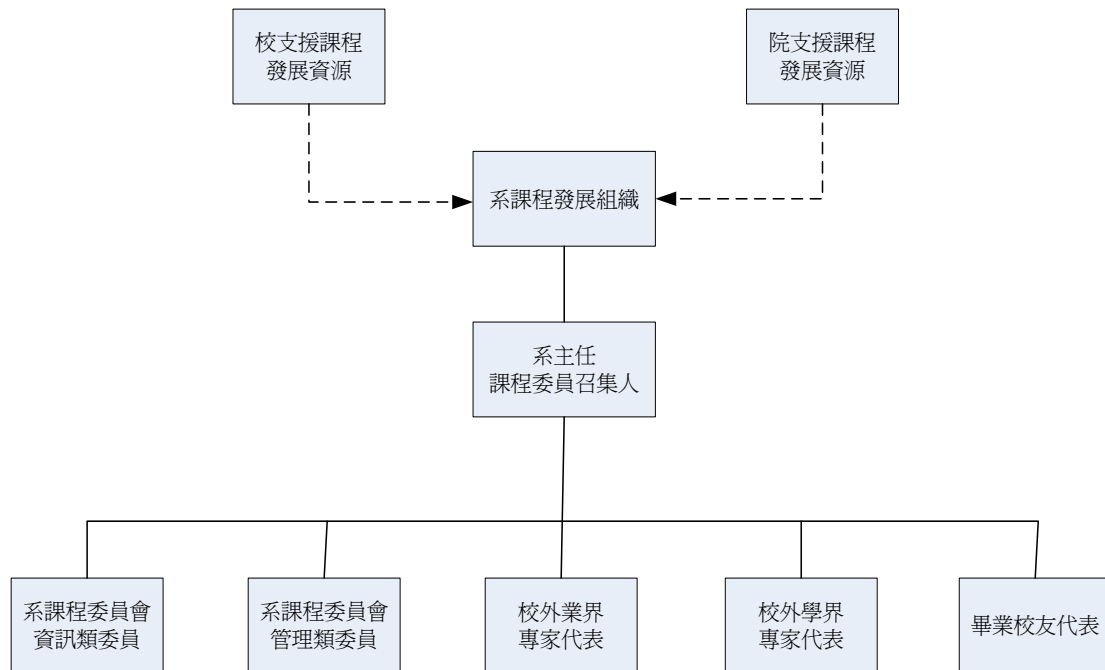 校支援課程
發展資源
院支援課程
發展資源
系課程發展組織
系主任
課程委員召集人
系課程委員會
資訊類委員
系課程委員會
管理類委員
校外業界
專家代表
校外學界
專家代表
畢業校友代表